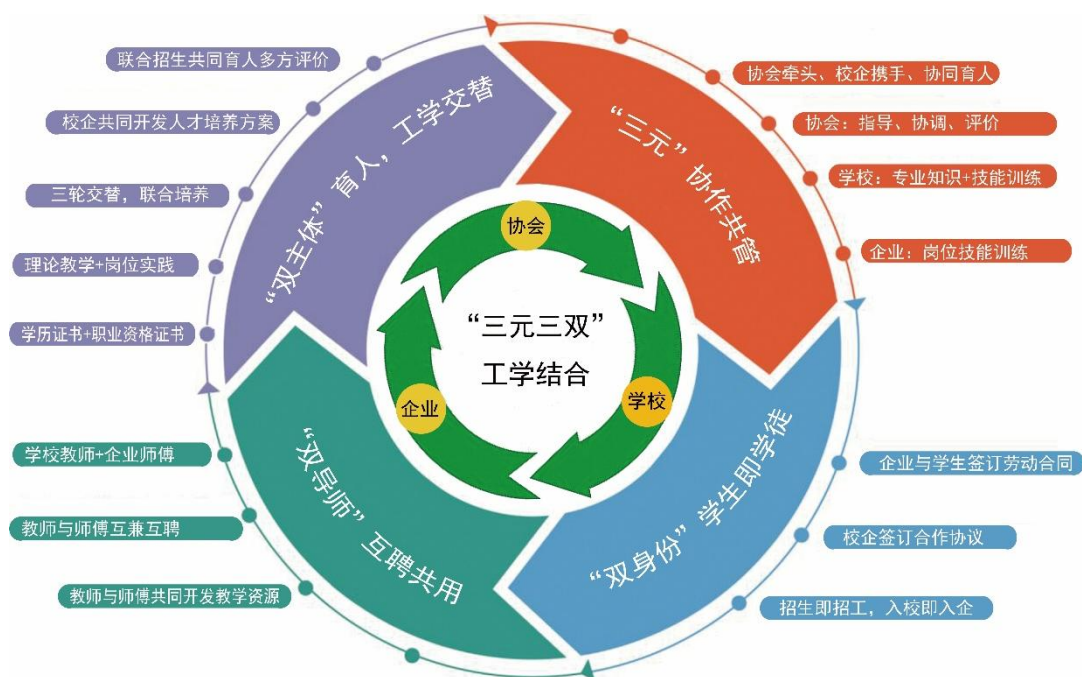 联合招生共同育人多方评价
校企共同开发人才培养方案
三轮交替，联合培养
理论教学+岗位实践
学历证书+职业资格证书
“双主体”育人，工学交替
“三元”协作共管
协会牵头、校企携手、协同育人
协会：指导、协调、评价
学校：专业知识+技能训练
企业：岗位技能训练
协会
“三元三双”
工学结合
企业
学校
学校教师+企业师傅
教师与师傅互兼互聘
教师与师傅共同开发教学资源
“双导师”互聘共用
“双身份”学生即学徒
企业与学生签订劳动合同
校企签订合作协议
招生即招工，入校即入企